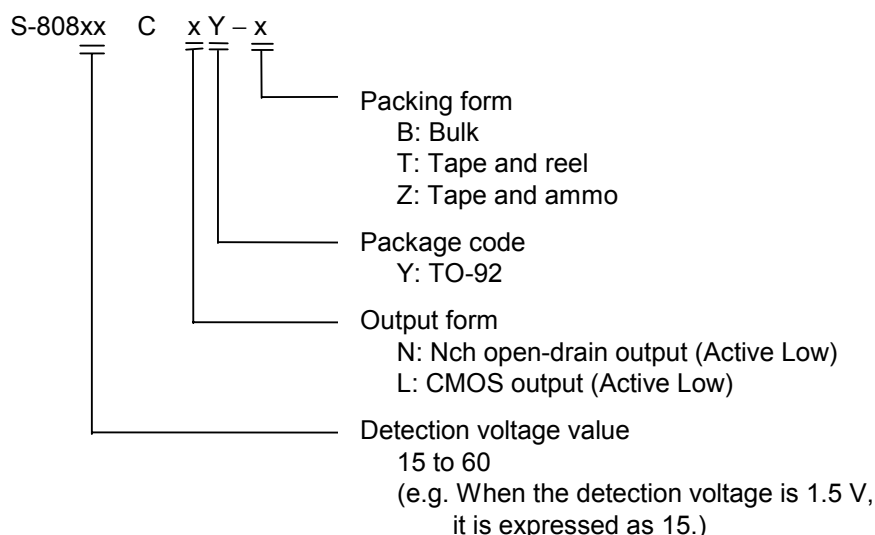 S-808xx C x Y – x
Packing form
B: Bulk
T: Tape and reel
Z: Tape and ammo
Package code
Y: TO-92
Output form
N: Nch open-drain output (Active Low)
L: CMOS output (Active Low)
Detection voltage value
15 to 60
(e.g. When the detection voltage is 1.5 V,
it is expressed as 15.)